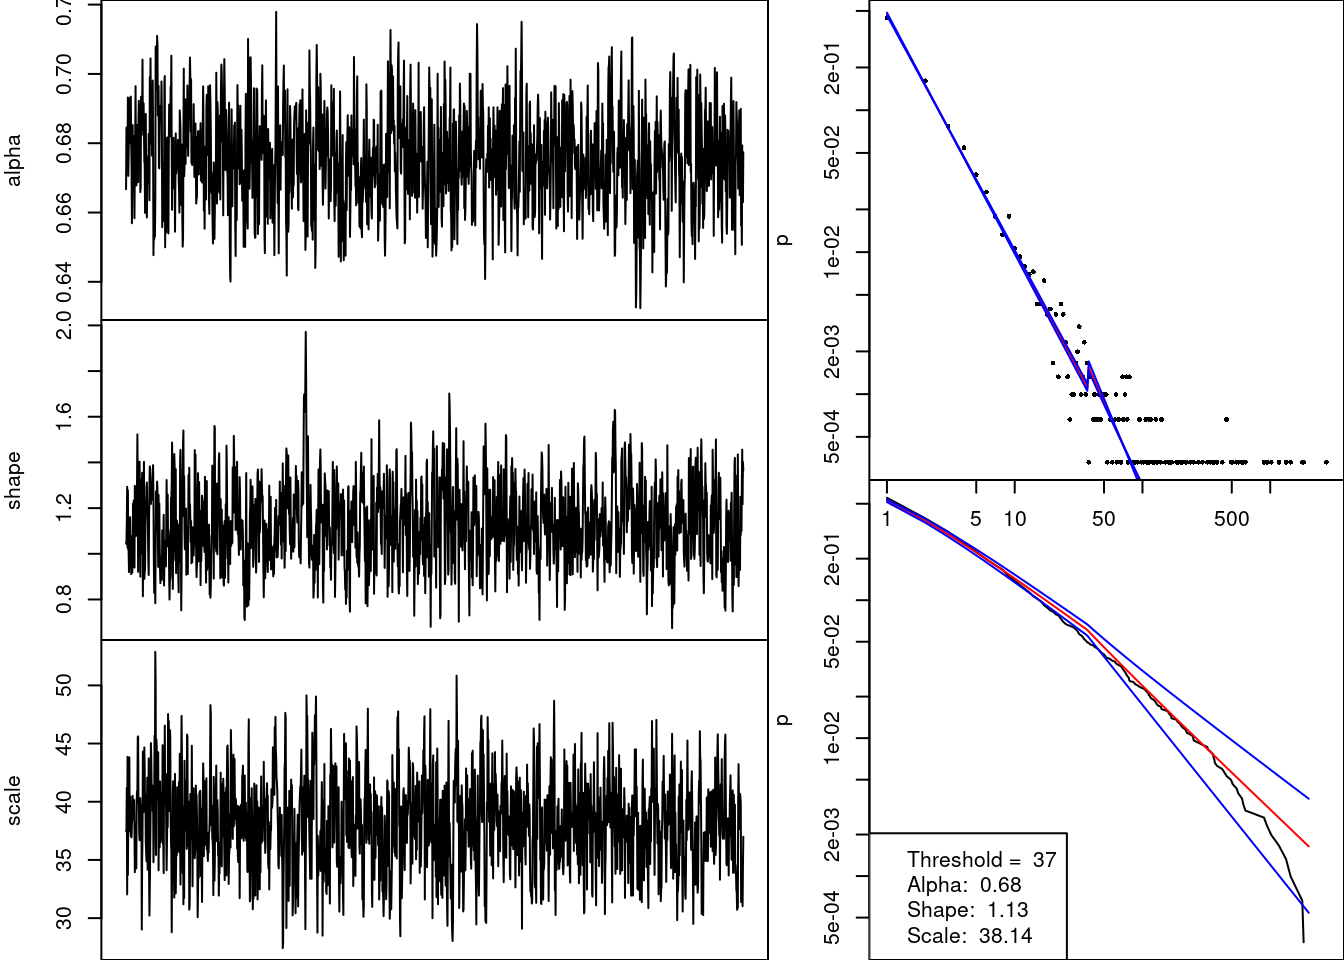 alpha
0.7
0.70
0.68
0.66
0.64
shape
2.0
1.6
1.2
0.8
scale
50
45
40
35
30
p
2e-01
5e-02
1e-02
2e-03
5e-04
1 5 10 50 500
p
2e-01
5e-02
1e-02
2e-03
5e-04
Threshold = 37
Alpha: 0.68
Shape: 1.13
Scale: 38.14